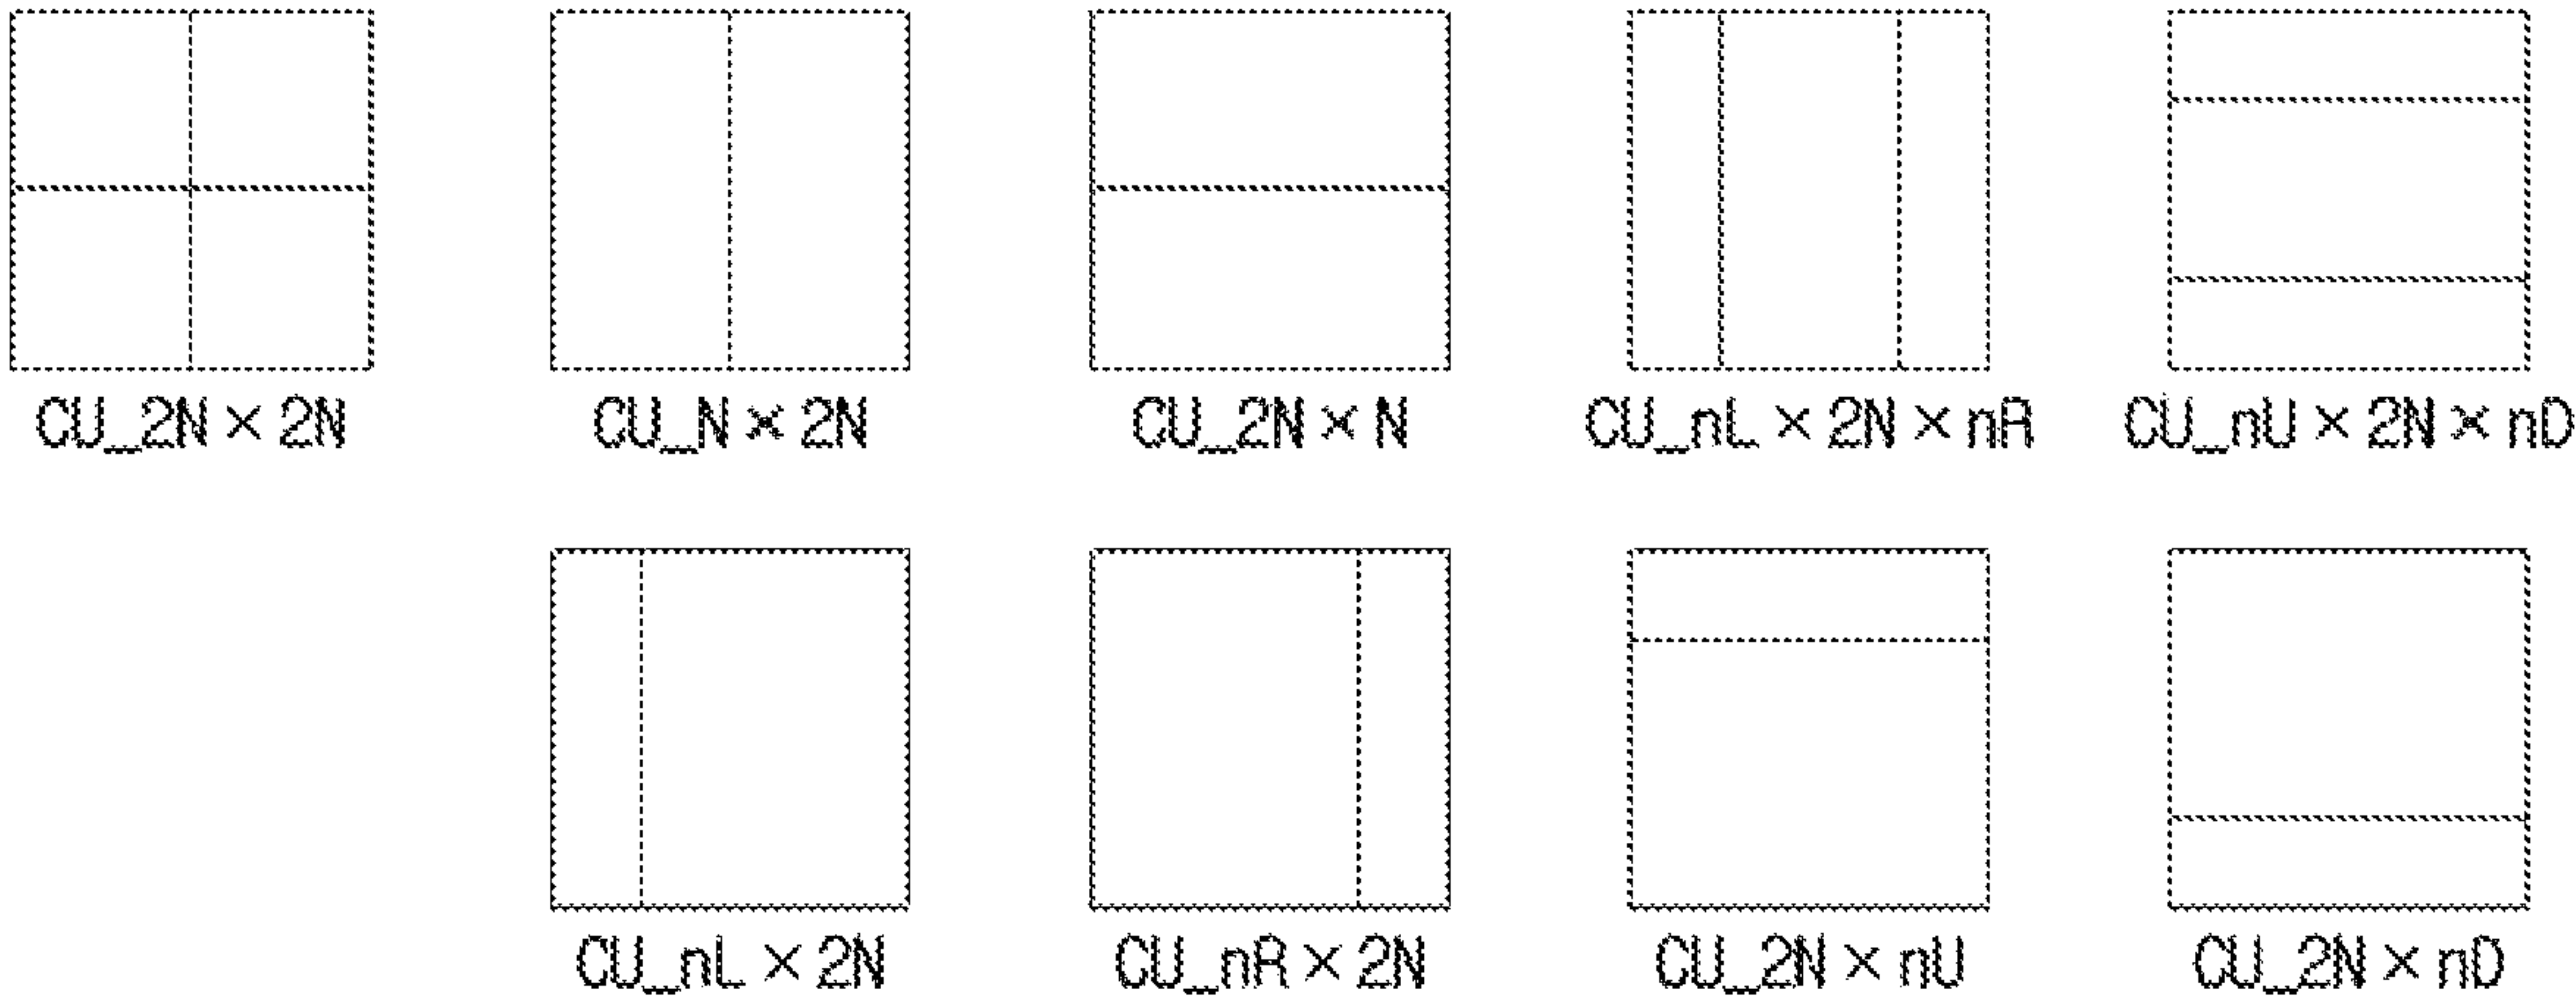 CU_2N × 2N
CU_N × 2N
CU_2N × N
CU_nL × 2N × nR
CU_nU × 2N × nD
CU_nL × 2N
CU_nR × 2N
CU_2N × nU
CU_2N × nD